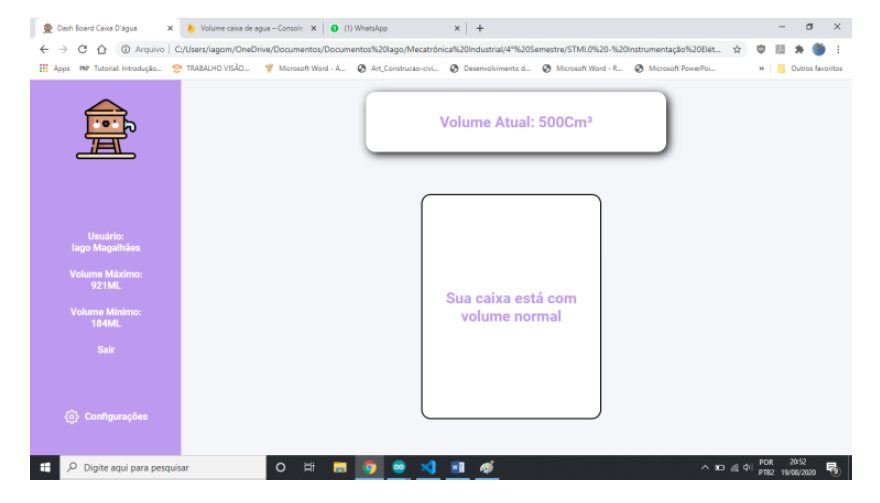 Dash Board Caixa D'água
Volume caixa de agua – Console
(1) WhatsApp
Arquivo | C:/Users/iagom/OneDrive/Documentos/Documentos%20Iago/Mecatrônica%20Industrial/4°%20Semestre/STMI.0%20-%20Instrumentação%20Elét...
Apps
Tutorial: Introdução...
TRABALHO VISÃO...
Microsoft Word - A...
Art_Construcao-civi...
Desenvolvimento d...
Microsoft Word - R...
Microsoft PowerPoi...
Outros favoritos
Volume Atual: 500Cm³
Usuário:
Iago Magalhães
Volume Máximo:
921ML
Volume Mínimo:
184ML
Sair
Configurações
Sua caixa está com
volume normal
Digite aqui para pesquisar
POR
PTB2
20:52
19/08/2020